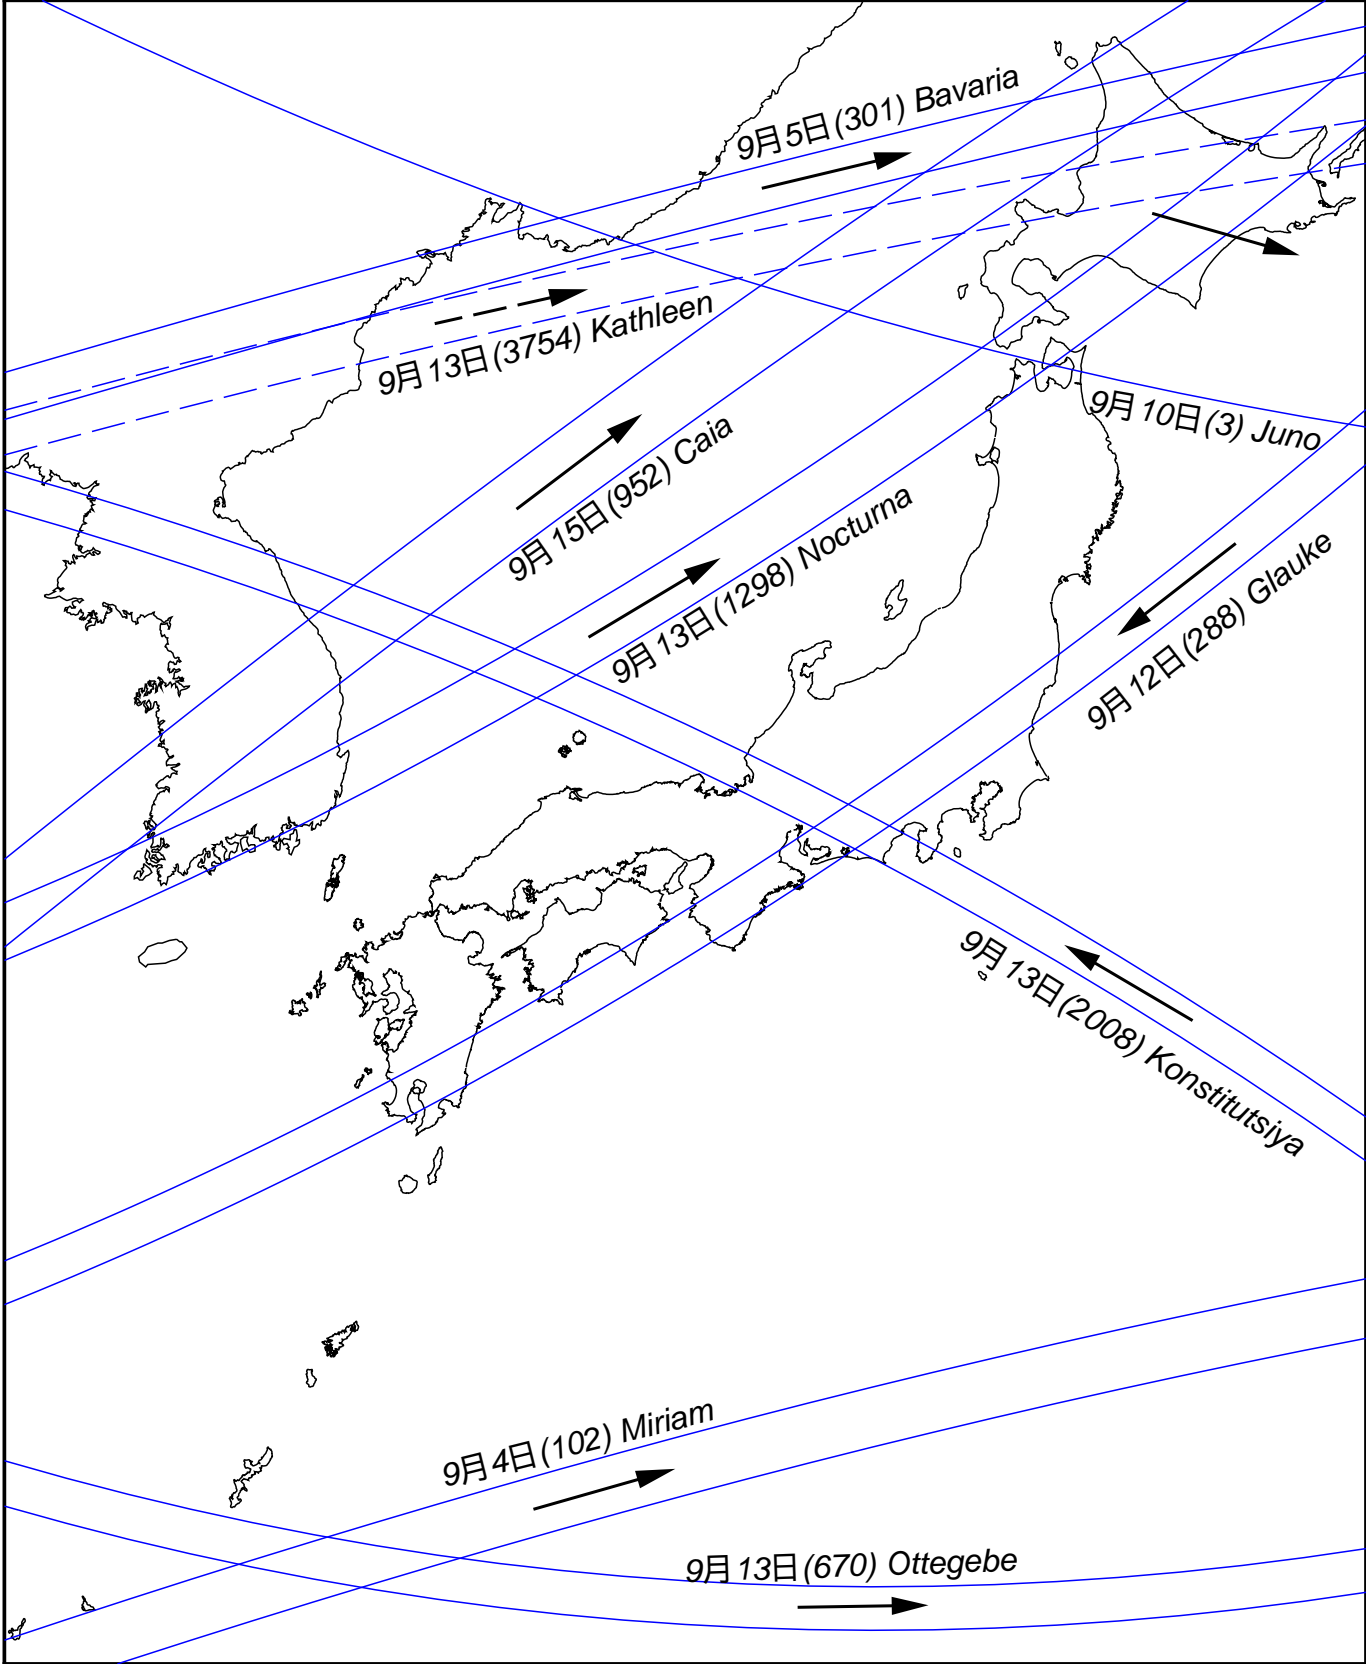 9月5日(301) Bavaria
9月13日(3754) Kathleen
9月10日(3) Juno
9月15日(952) Caia
9月13日(1298) Nocturna
9月12日(288) Glauke
9月13日(2008) Konstitutsiya
9月4日(102) Miriam
9月13日(670) Ottegebe